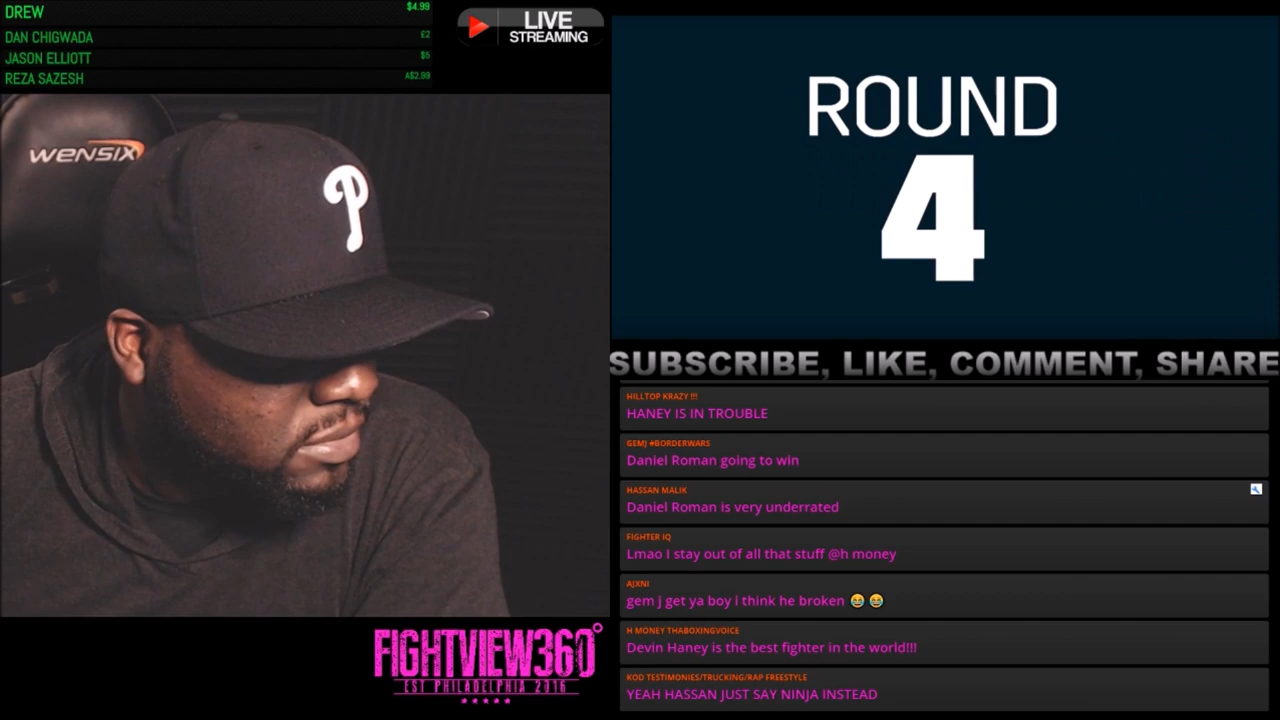 DREW $4.99
DAN CHIGWADA £2
JASON ELLIOTT $5
REZA SAZESH A$2.99
LIVE
STREAMING
wensix
P
ROUND
4
SUBSCRIBE, LIKE, COMMENT, SHARE
HILLTOP KRAZY !!!
HANEY IS IN TROUBLE
GEMJ #BORDERWARS
Daniel Roman going to win
HASSAN MALIK
Daniel Roman is very underrated
FIGHTER IQ
Lmao I stay out of all that stuff @h money
AJXNI
gem j get ya boy i think he broken 😂 😂
H MONEY THABOXINGVOICE
Devin Haney is the best fighter in the world!!!
KOD TESTIMONIES/TRUCKING/RAP FREESTYLE
YEAH HASSAN JUST SAY NINJA INSTEAD
FIGHTVIEW360°
EST PHILADELPHIA 2016